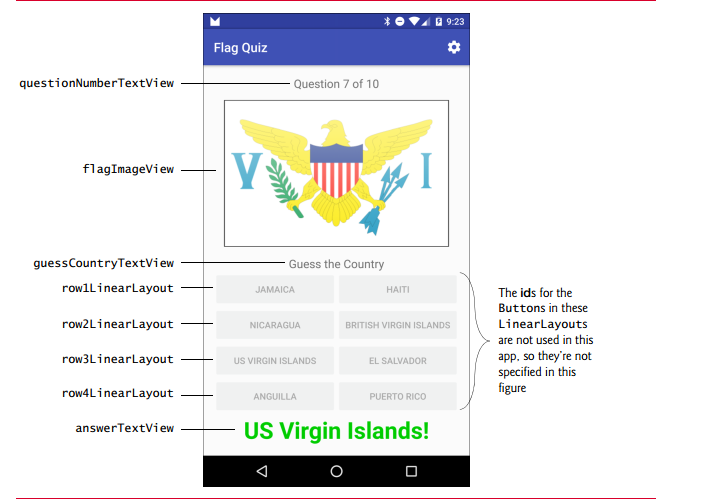 9:23
Flag Quiz
questionNumberTextView
Question 7 of 10
flagImageView
V I
guessCountryTextView
Guess the Country
row1LinearLayout
JAMAICA
HAITI
row2LinearLayout
NICARAGUA
BRITISH VIRGIN ISLANDS
row3LinearLayout
US VIRGIN ISLANDS
EL SALVADOR
row4LinearLayout
ANGUILLA
PUERTO RICO
answerTextView
US Virgin Islands!
The ids for the
Buttons in these
LinearLayouts
are not used in this
app, so they're not
specified in this
figure